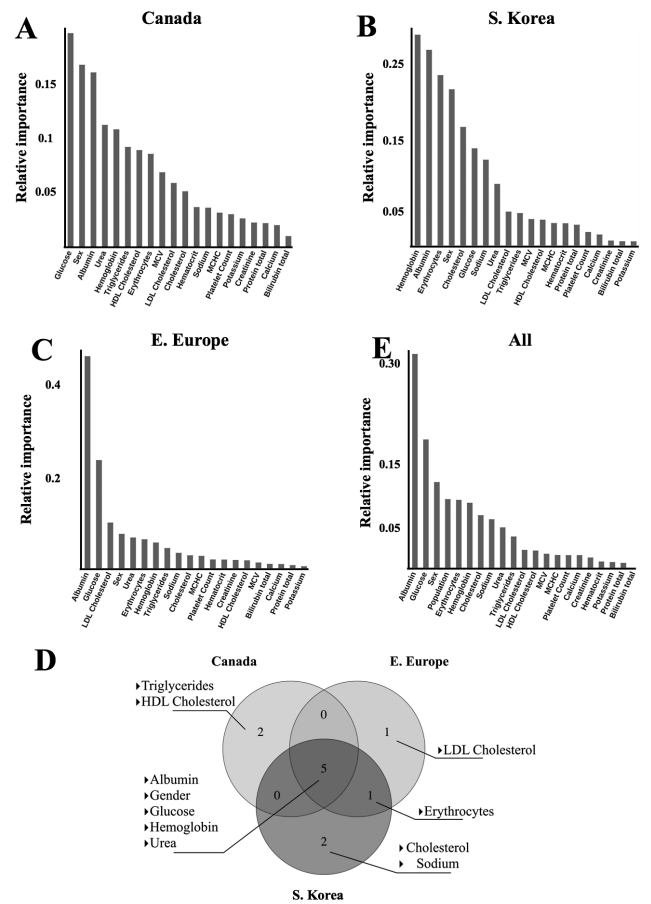 A
Canada
Relative importance
0.15
0.1
0.05
Glucose
Sex
Albumin
Urea
Hemoglobin
Triglycerides
HDL Cholesterol
Erythrocytes
MCV
LDL Cholesterol
Cholesterol
Hematocrit
Sodium
MCHC
Platelet Count
Potassium
Creatinine
Protein total
Calcium
Bilirubin total
B
S. Korea
Relative importance
0.25
0.15
0.05
Hemoglobin
Albumin
Erythrocytes
Sex
Cholesterol
Glucose
Sodium
Urea
LDL Cholesterol
Triglycerides
MCV
HDL Cholesterol
MCHC
Hematocrit
Protein total
Platelet Count
Calcium
Creatinine
Bilirubin total
Potassium
C
E. Europe
Relative importance
0.4
0.2
Albumin
Glucose
LDL Cholesterol
Sex
Urea
Erythrocytes
Hemoglobin
Triglycerides
Sodium
Cholesterol
MCHC
Platelet Count
Hematocrit
Creatinine
HDL Cholesterol
MCV
Bilirubin total
Calcium
Protein total
Potassium
E
All
Relative importance
0.30
0.15
0.05
Albumin
Glucose
Sex
Population
Erythrocytes
Hemoglobin
Cholesterol
Sodium
Urea
Triglycerides
LDL Cholesterol
HDL Cholesterol
MCV
MCHC
Platelet Count
Calcium
Creatinine
Hematocrit
Potassium
Protein total
Bilirubin total
D
Canada
E. Europe
Triglycerides
HDL Cholesterol
0
2
1
LDL Cholesterol
5
Albumin
Gender
Glucose
Hemoglobin
Urea
0
1
Erythrocytes
2
Cholesterol
Sodium
S. Korea